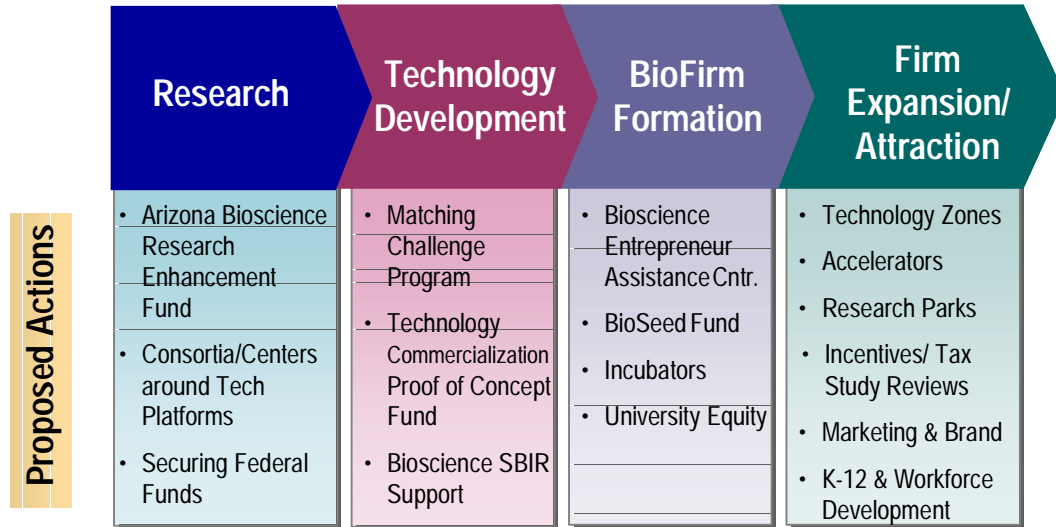 Research
Technology
Development
BioFirm
Formation
Firm
Expansion/
Attraction
Proposed Actions
• Arizona Bioscience
Research
Enhancement
Fund
• Consortia/Centers
around Tech
Platforms
• Securing Federal
Funds
• Matching
Challenge
Program
• Technology
Commercialization
Proof of Concept
Fund
• Bioscience SBIR
Support
• Bioscience
Entrepreneur
Assistance Cntr.
• BioSeed Fund
• Incubators
• University Equity
• Technology Zones
• Accelerators
• Research Parks
• Incentives/ Tax
Study Reviews
• Marketing & Brand
• K-12 & Workforce
Development